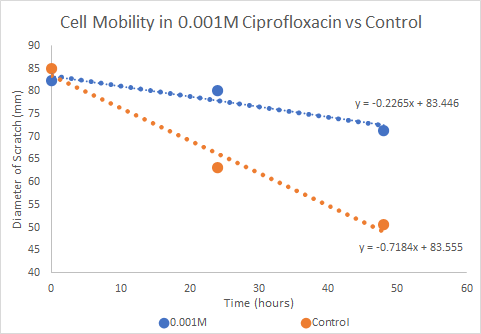 Cell Mobility in 0.001M Ciprofloxacin vs Control
90
85
80
75
70
65
60
55
50
45
40
Diameter of Scratch (mm)
y = -0.2265x + 83.446
y = -0.7184x + 83.555
0 10 20 30 40 50 60
Time (hours)
0.001M Control